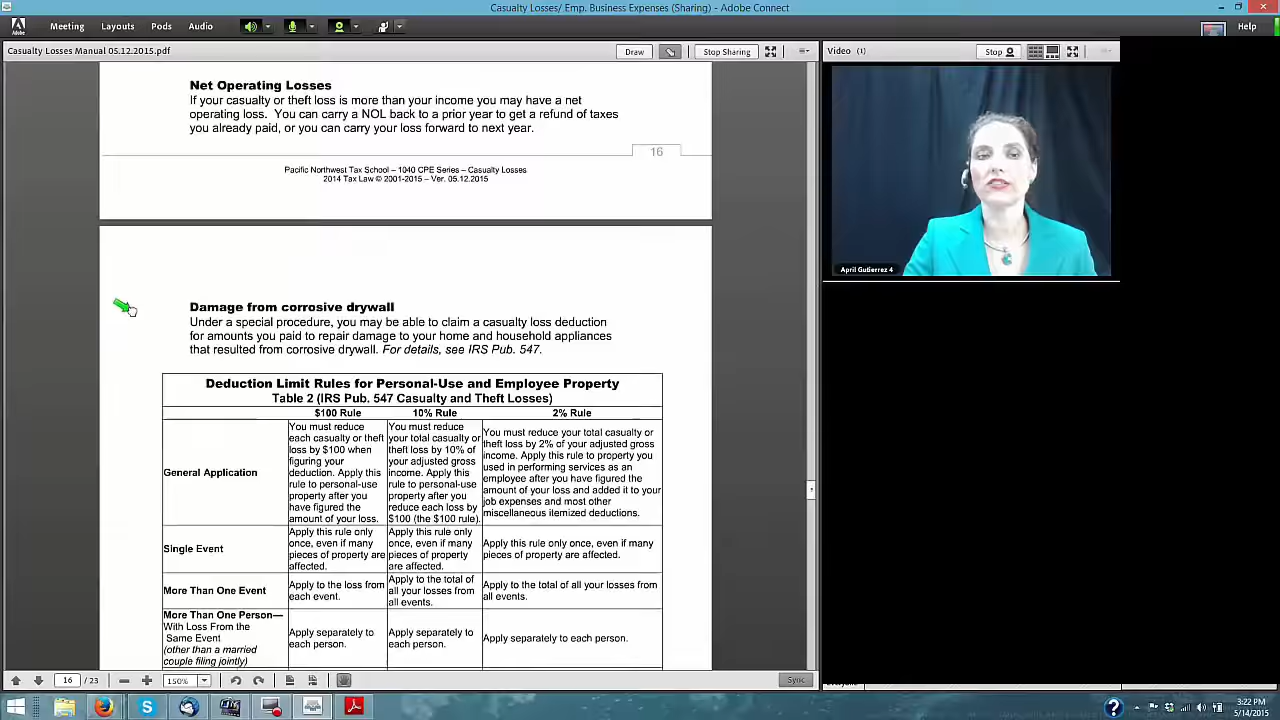 Casualty Losses/ Emp. Business Expenses (Sharing) - Adobe Connect
Meeting Layouts Pods Audio Help
Casualty Losses Manual 05.12.2015.pdf
Draw
Stop Sharing
Video (1)
Stop
Net Operating Losses
If your casualty or theft loss is more than your income you may have a net
operating loss. You can carry a NOL back to a prior year to get a refund of taxes
you already paid, or you can carry your loss forward to next year.
16
Pacific Northwest Tax School – 1040 CPE Series – Casualty Losses
2014 Tax Law © 2001-2015 – Ver. 05.12.2015
April Gutierrez 4
Damage from corrosive drywall
Under a special procedure, you may be able to claim a casualty loss deduction
for amounts you paid to repair damage to your home and household appliances
that resulted from corrosive drywall. For details, see IRS Pub. 547.
Deduction Limit Rules for Personal-Use and Employee Property
Table 2 (IRS Pub. 547 Casualty and Theft Losses)
$100 Rule
10% Rule
2% Rule
General Application
You must reduce
each casualty or theft
loss by $100 when
figuring your
deduction. Apply this
rule to personal-use
property after you
have figured the
amount of your loss.
You must reduce
your total casualty or
theft loss by 10% of
your adjusted gross
income. Apply this
rule to personal-use
property after you
reduce each loss by
$100 (the $100 rule).
You must reduce your total casualty or
theft loss by 2% of your adjusted gross
income. Apply this rule to property you
used in performing services as an
employee after you have figured the
amount of your loss and added it to your
job expenses and most other
miscellaneous itemized deductions.
Single Event
Apply this rule only
once, even if many
pieces of property are
affected.
Apply this rule only
once, even if many
pieces of property
are affected.
Apply this rule only once, even if many
pieces of property are affected.
More Than One Event
Apply to the loss from
each event.
Apply to the total of
all your losses from
all events.
Apply to the total of all your losses from
all events.
More Than One Person—
With Loss From the
Same Event
(other than a married
couple filing jointly)
Apply separately to
each person.
Apply separately to
each person.
Apply separately to each person.
16 / 23
150%
Sync
3:22 PM
5/14/2015